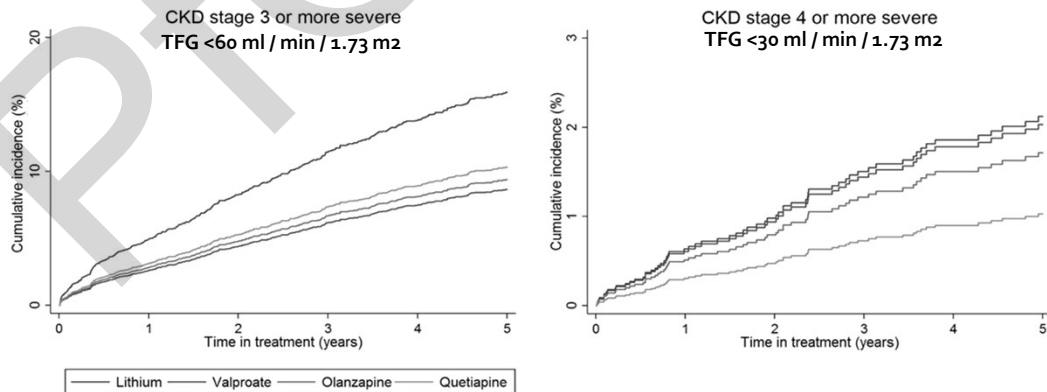 CKD stage 3 or more severe
TFG <60 ml / min / 1.73 m2
20
10
0
Cumulative incidence (%)
0 1 2 3 4 5
Time in treatment (years)
Lithium Valproate Olanzapine Quetiapine
CKD stage 4 or more severe
TFG <30 ml / min / 1.73 m2
3
2
1
0
Cumulative incidence (%)
0 1 2 3 4 5
Time in treatment (years)